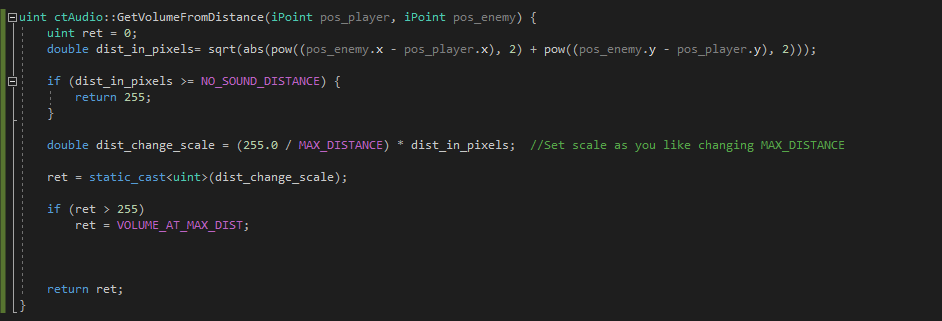 uint ctAudio::GetVolumeFromDistance(iPoint pos_player, iPoint pos_enemy) {
uint ret = 0;
double dist_in_pixels= sqrt(abs(pow((pos_enemy.x - pos_player.x), 2) + pow((pos_enemy.y - pos_player.y), 2)));
if (dist_in_pixels >= NO_SOUND_DISTANCE) {
return 255;
}
double dist_change_scale = (255.0 / MAX_DISTANCE) * dist_in_pixels;  //Set scale as you like changing MAX_DISTANCE
ret = static_cast<uint>(dist_change_scale);
if (ret > 255)
ret = VOLUME_AT_MAX_DIST;
return ret;
}